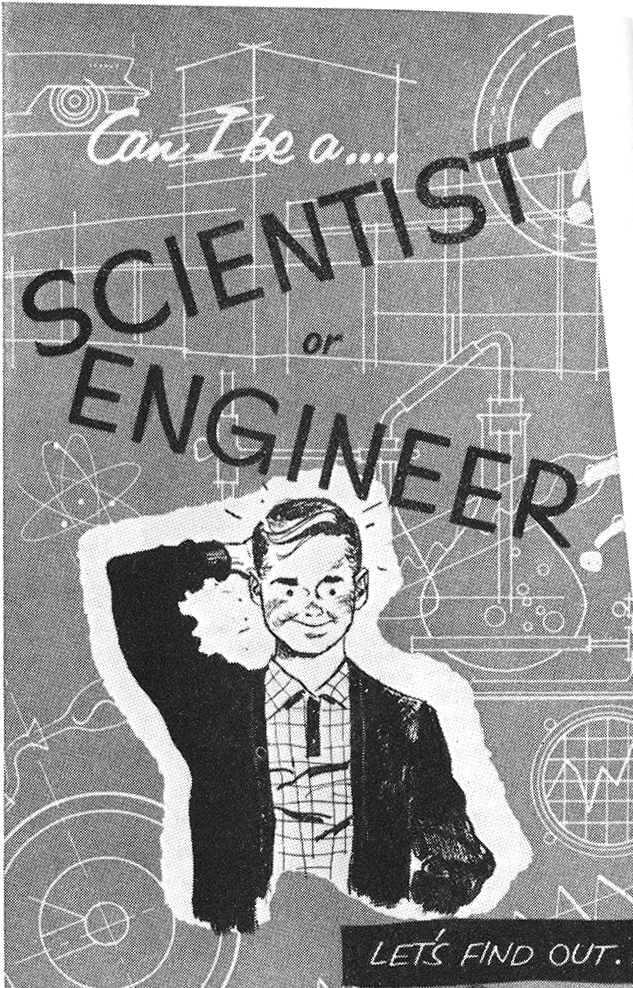 Can I be a....
SCIENTIST ?
or
ENGINEER ?
LET'S FIND OUT.